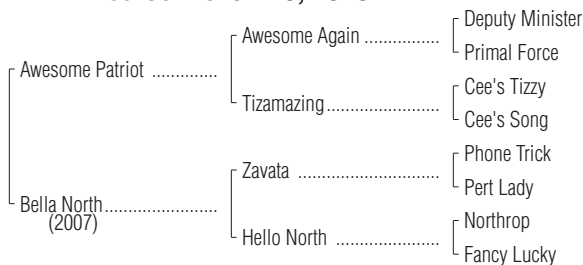 Deputy Minister
Awesome Again ....................
Primal Force
Awesome Patriot ................
Cee's Tizzy
Tizamazing..............................
Cee's Song
Phone Trick
Zavata .....................................
Pert Lady
Bella North............................
(2007)
Northrop
Hello North ............................
Fancy Lucky